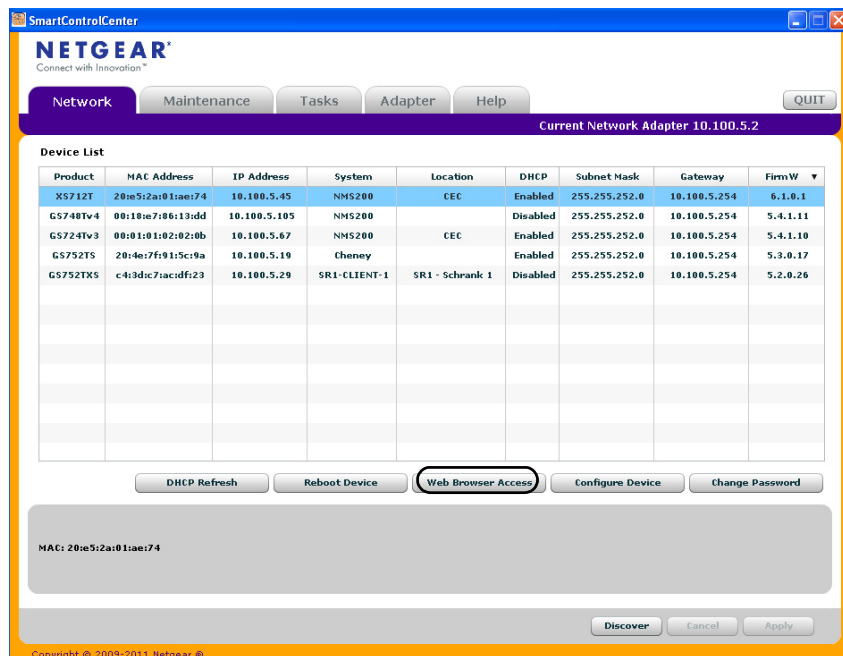 SmartControlCenter
NETGEAR®
Connect with Innovation™
Network Maintenance Tasks Adapter Help QUIT
Current Network Adapter 10.100.5.2
Device List
Product MAC Address IP Address System Location DHCP Subnet Mask Gateway FirmW ▼
XS712T 20:e5:2a:01:ae:74 10.100.5.45 NMS200 CEC Enabled 255.255.252.0 10.100.5.254 6.1.0.1
GS748Tv4 00:18:e7:86:13:dd 10.100.5.105 NMS200 Disabled 255.255.252.0 10.100.5.254 5.4.1.11
GS724Tv3 00:01:01:02:02:0b 10.100.5.67 NMS200 CEC Enabled 255.255.252.0 10.100.5.254 5.4.1.10
GS752TS 20:4e:7f:91:5c:9a 10.100.5.19 Cheney Enabled 255.255.252.0 10.100.5.254 5.3.0.17
GS752TXS c4:3d:c7:ac:df:23 10.100.5.29 SR1-CLIENT-1 SR1 - Schrank 1 Disabled 255.255.252.0 10.100.5.254 5.2.0.26
DHCP Refresh Reboot Device Web Browser Access Configure Device Change Password
MAC: 20:e5:2a:01:ae:74
Discover Cancel Apply
Copyright © 2009-2011 Netgear ®